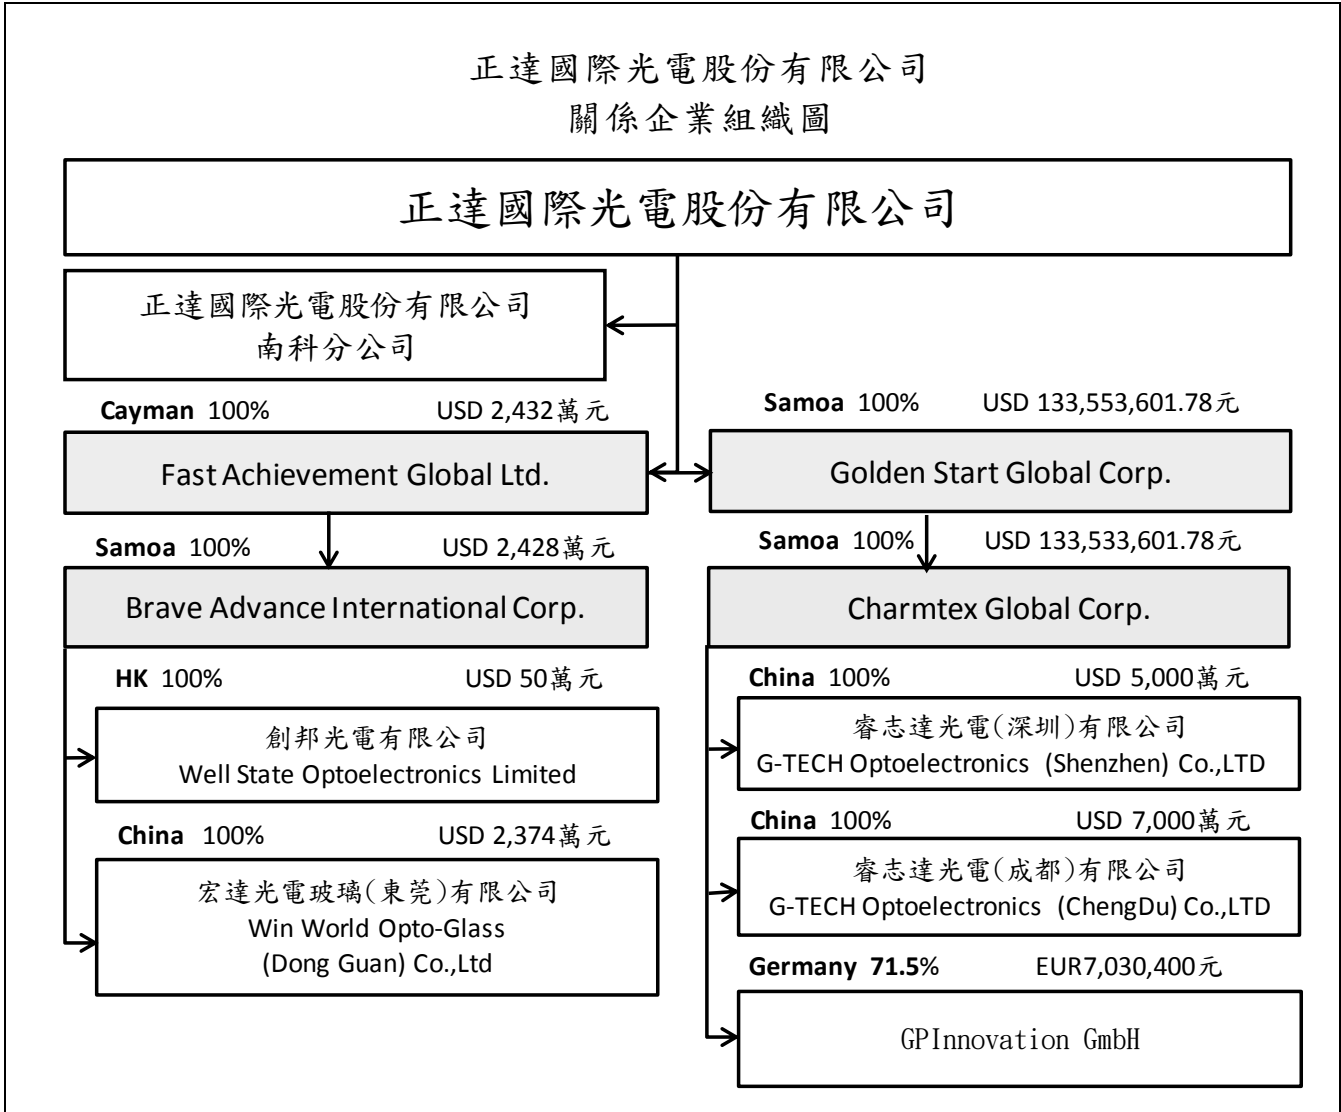 正達國際光電股份有限公司
關係企業組織圖
正達國際光電股份有限公司
正達國際光電股份有限公司
南科分公司
Cayman 100% USD 2,432萬元
Samoa 100% USD 133,553,601.78元
Fast Achievement Global Ltd.
Golden Start Global Corp.
Samoa 100% USD 2,428萬元
Samoa 100% USD 133,533,601.78元
Brave Advance International Corp.
Charmtex Global Corp.
HK 100% USD 50萬元
創邦光電有限公司
Well State Optoelectronics Limited
China 100% USD 2,374萬元
宏達光電玻璃(東莞)有限公司
Win World Opto-Glass
(Dong Guan) Co.,Ltd
China 100% USD 5,000萬元
睿志達光電(深圳)有限公司
G-TECH Optoelectronics (Shenzhen) Co.,LTD
China 100% USD 7,000萬元
睿志達光電(成都)有限公司
G-TECH Optoelectronics (ChengDu) Co.,LTD
Germany 71.5% EUR7,030,400元
GPInnovation GmbH